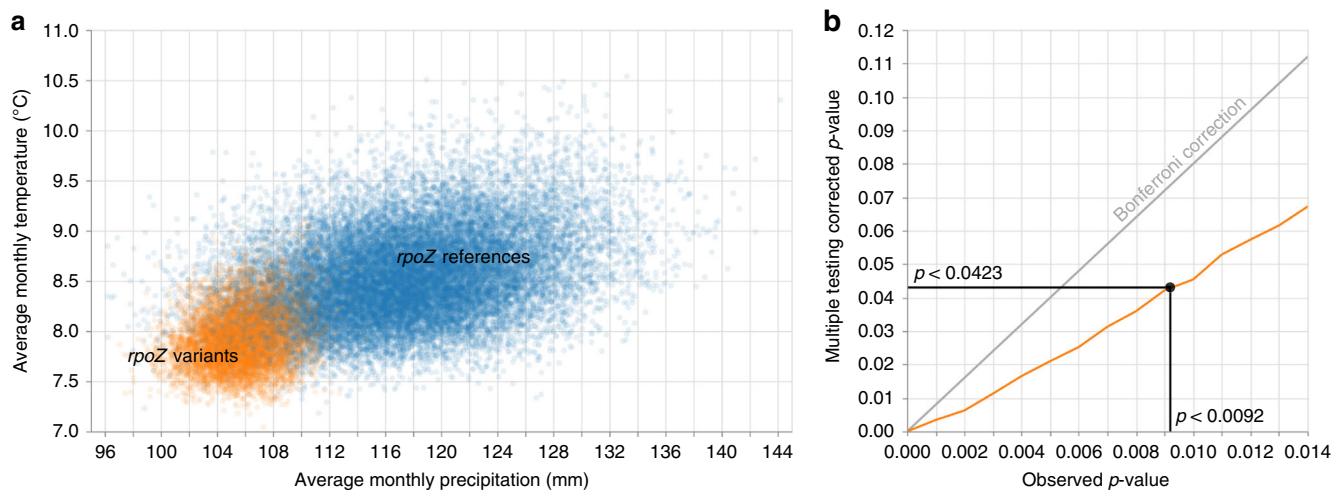 a
11.0
10.5
10.0
9.5
9.0
8.5
8.0
7.5
7.0
Average monthly temperature (°C)
rpoZ references
rpoZ variants
96 100 104 108 112 116 120 124 128 132 136 140 144
Average monthly precipitation (mm)
b
0.12
0.11
0.10
0.09
0.08
0.07
0.06
0.05
0.04
0.03
0.02
0.01
0.00
Multiple testing corrected p-value
Bonferroni correction
p < 0.0423
p < 0.0092
0.000 0.002 0.004 0.006 0.008 0.010 0.012 0.014
Observed p-value